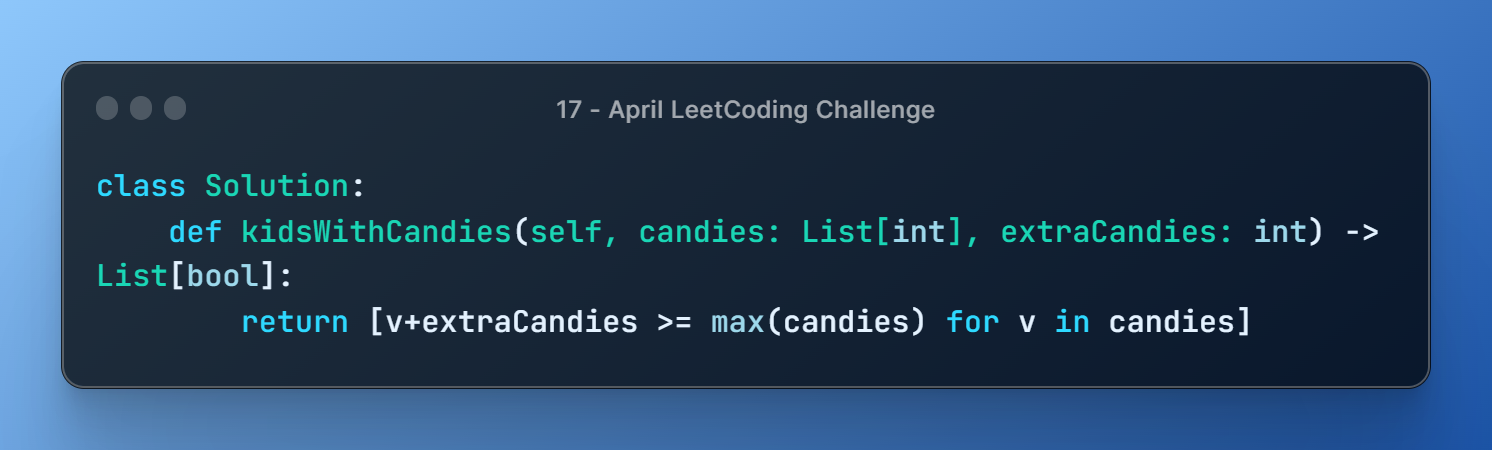 17 - April LeetCoding Challenge
class Solution:
    def kidsWithCandies(self, candies: List[int], extraCandies: int) ->
List[bool]:
        return [v+extraCandies >= max(candies) for v in candies]